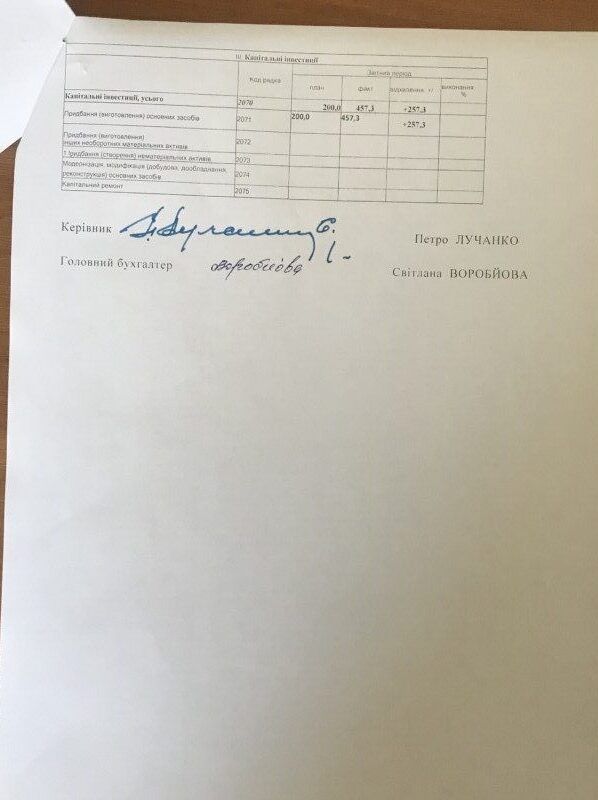 III. Капітальні інвестиції
Код рядка
Звітний період
план факт відхилення +/- виконання %
Капітальні інвестиції, усього 2070 200,0 457,3 +257,3
Придбання (виготовлення) основних засобів 2071 200,0 457,3 +257,3
Придбання (виготовлення)
інших необоротних матеріальних активів 2072
Придбання (створення) нематеріальних активів 2073
Модернізація, модифікація (добудова, дообладнання,
реконструкція) основних засобів 2074
Капітальний ремонт 2075
Керівник Петро ЛУЧАНКО
Головний бухгалтер Воробйова Світлана ВОРОБЙОВА